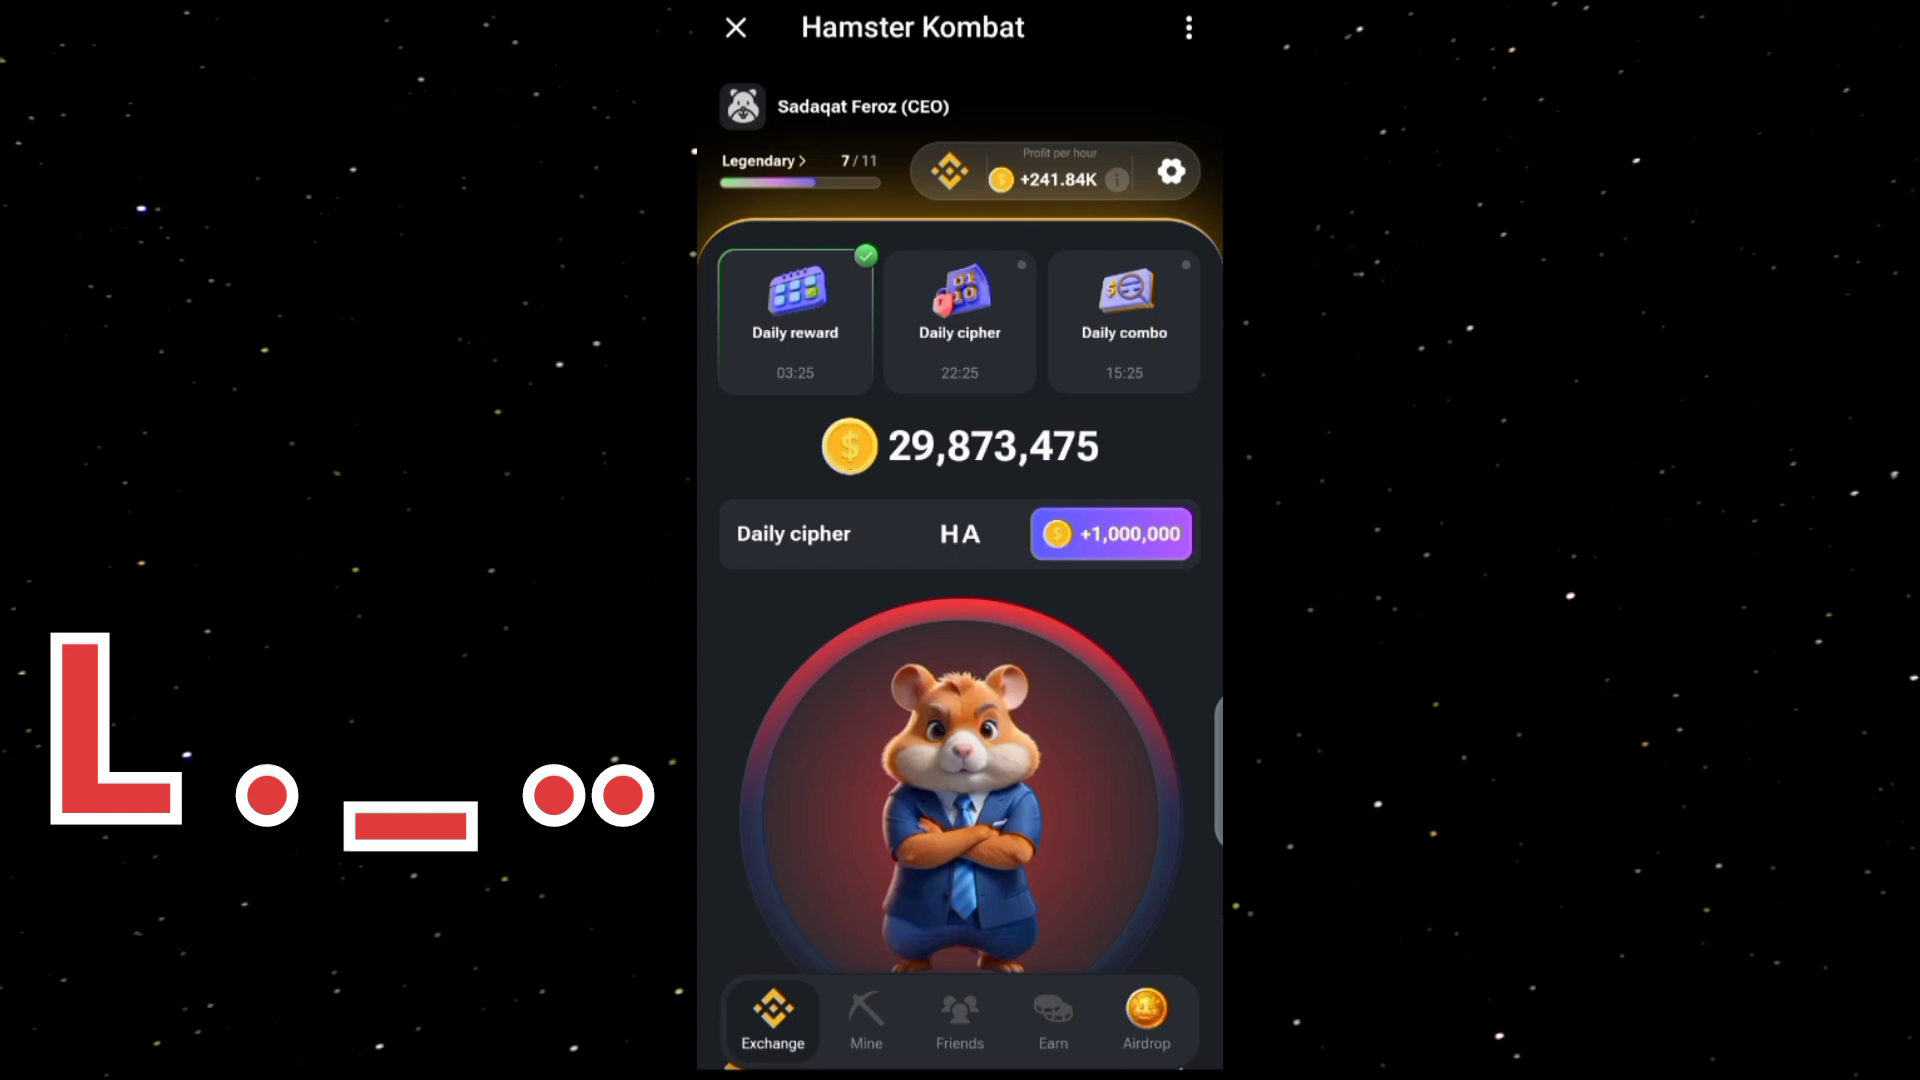 Hamster Kombat
Sadaqat Feroz (CEO)
Legendary > 7 / 11
Profit per hour
+241.84K
Daily reward
03:25
Daily cipher
22:25
Daily combo
15:25
29,873,475
Daily cipher HA +1,000,000
L . _ ..
Exchange Mine Friends Earn Airdrop